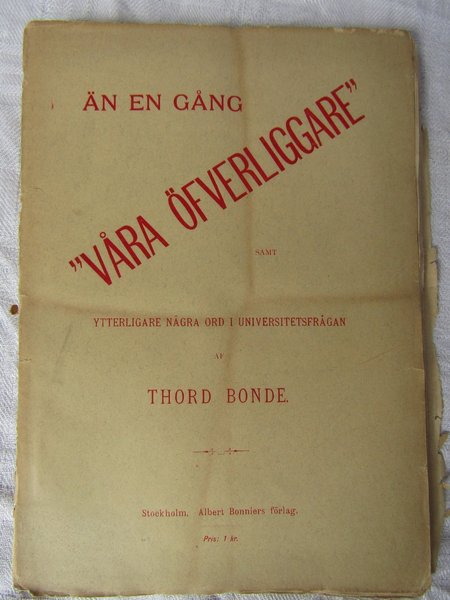 ÄN EN GÅNG
"VÅRA ÖFVERLIGGARE"
SAMT
YTTERLIGARE NÅGRA ORD I UNIVERSITETSFRÅGAN
AF
THORD BONDE.
Stockholm. Albert Bonniers förlag.
Pris: 1 kr.